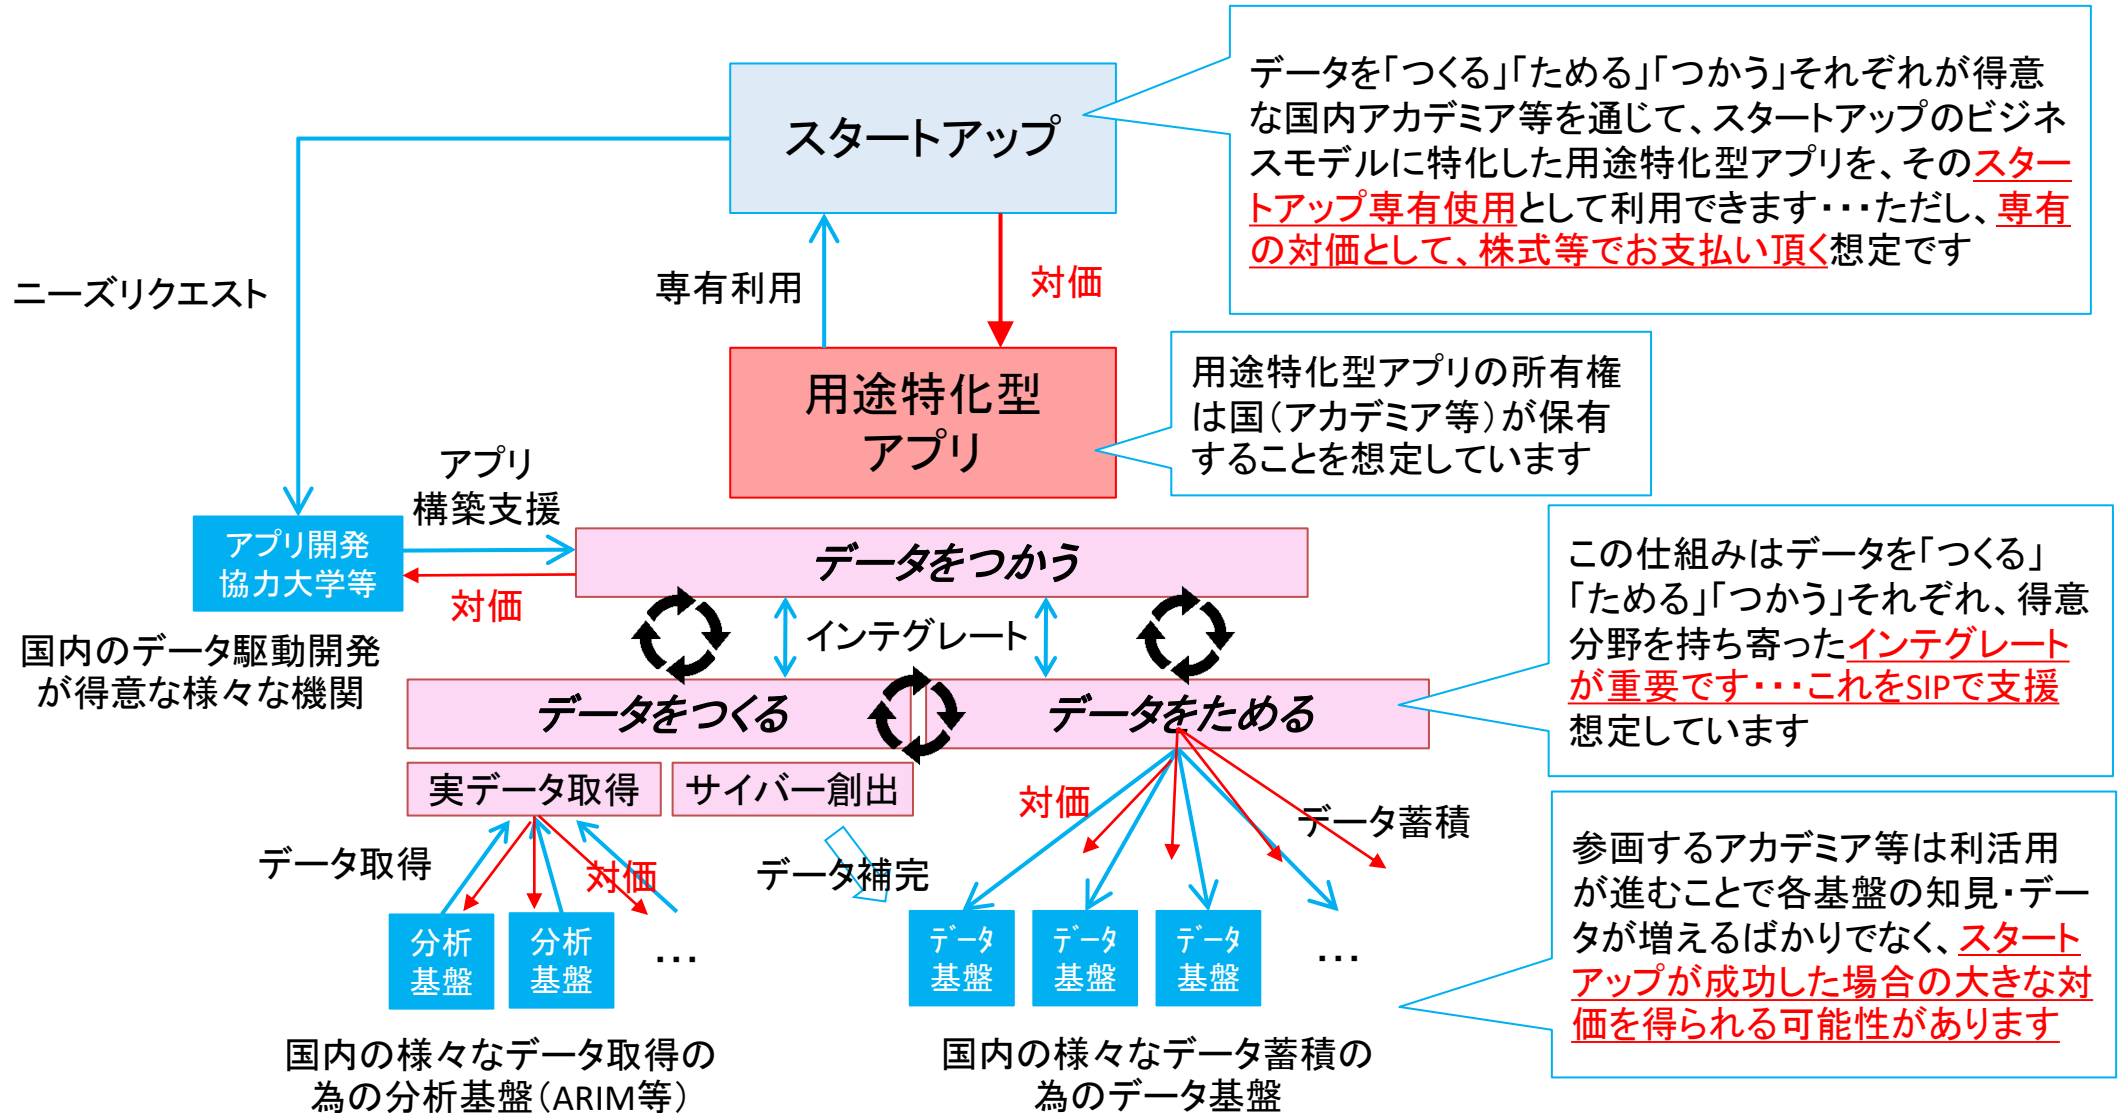 データを「つくる」「ためる」「つかう」それぞれが得意
な国内アカデミア等を通じて、スタートアップのビジネ
スモデルに特化した用途特化型アプリを、そのスター
トアップ専有使用として利用できます・・・ただし、専有
の対価として、株式等でお支払い頂く想定です
スタートアップ
ニーズリクエスト
専有利用
対価
用途特化型
アプリ
用途特化型アプリの所有権
は国（アカデミア等）が保有
することを想定しています
アプリ
構築支援
アプリ開発
協力大学等
対価
国内のデータ駆動開発
が得意な様々な機関
データをつかう
インテグレート
データをつくる
データをためる
この仕組みはデータを「つくる」
「ためる」「つかう」それぞれ、得意
分野を持ち寄ったインテグレート
が重要です・・・これをSIPで支援
想定しています
実データ取得
サイバー創出
データ取得
対価
データ補完
対価
データ蓄積
分析
基盤
分析
基盤
…
ﾃﾞｰﾀ
基盤
ﾃﾞｰﾀ
基盤
ﾃﾞｰﾀ
基盤
…
国内の様々なデータ取得の
為の分析基盤（ARIM等）
国内の様々なデータ蓄積の
為のデータ基盤
参画するアカデミア等は利活用
が進むことで各基盤の知見・デー
タが増えるばかりでなく、スタート
アップが成功した場合の大きな対
価を得られる可能性があります